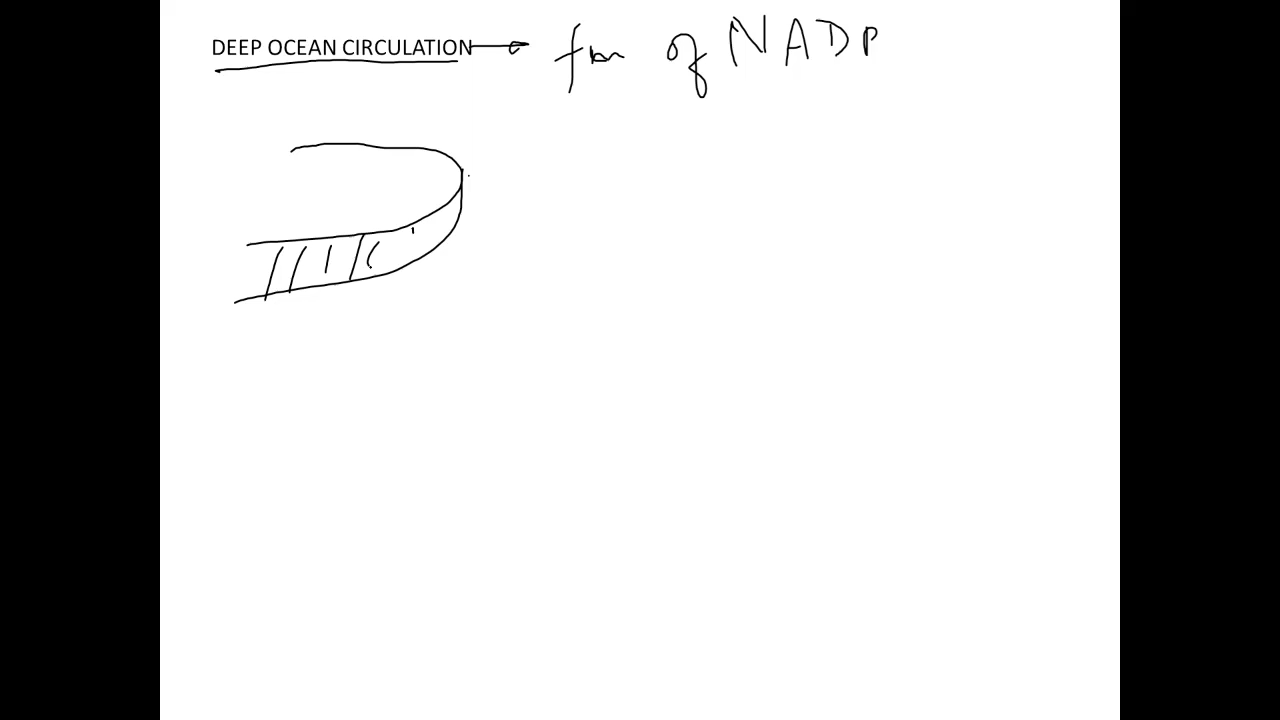 DEEP OCEAN CIRCULATION → fm of NADP